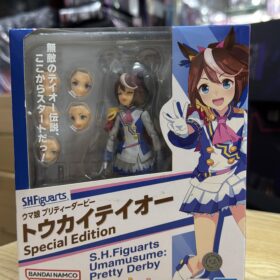 無敵のテイオー伝説、
ここからスタートだっ!
S.H.Figuarts
ウマ娘 プリティーダービー
トウカイテイオー
Special Edition
BANDAI NAMCO
S.H.Figuarts
Umamusume:
Pretty Derby